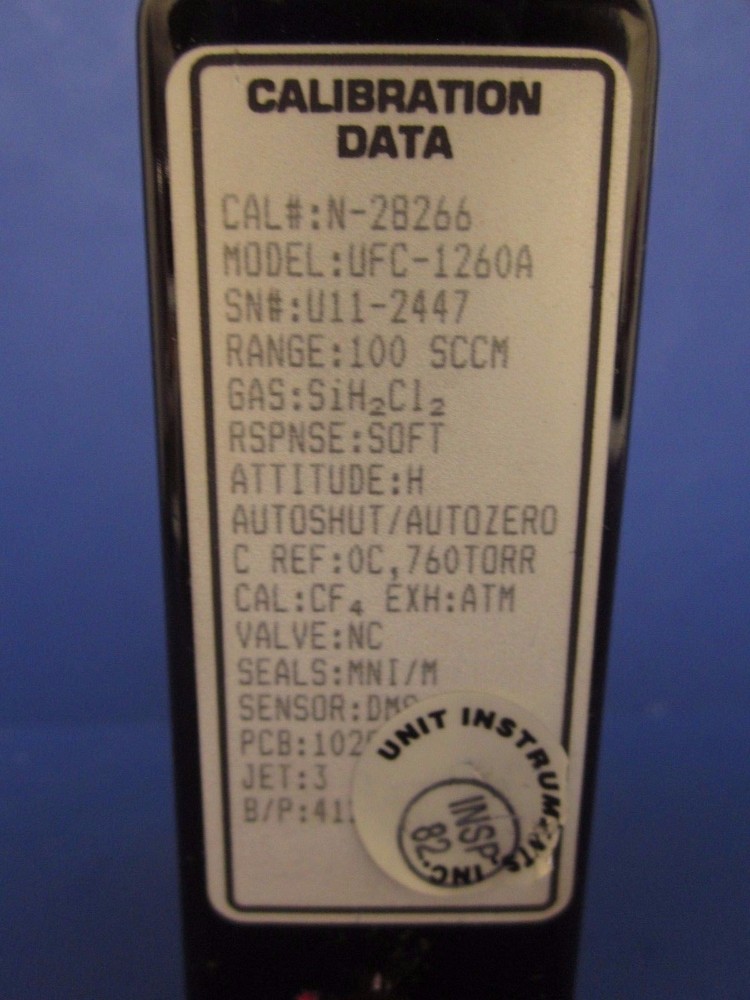 CALIBRATION
DATA
CAL#:N-28266
MODEL:UFC-1260A
SN#:U11-2447
RANGE:100 SCCM
GAS:SiH₂Cl₂
RSPNSE:SOFT
ATTITUDE:H
AUTOSHUT/AUTOZERO
C REF:0C,760TORR
CAL:CF₄ EXH:ATM
VALVE:NC
SEALS:MNI/M
SENSOR:
PCB:
JET:3
B/P:
UNIT INSTRUMENTS, INC.
INSP
82